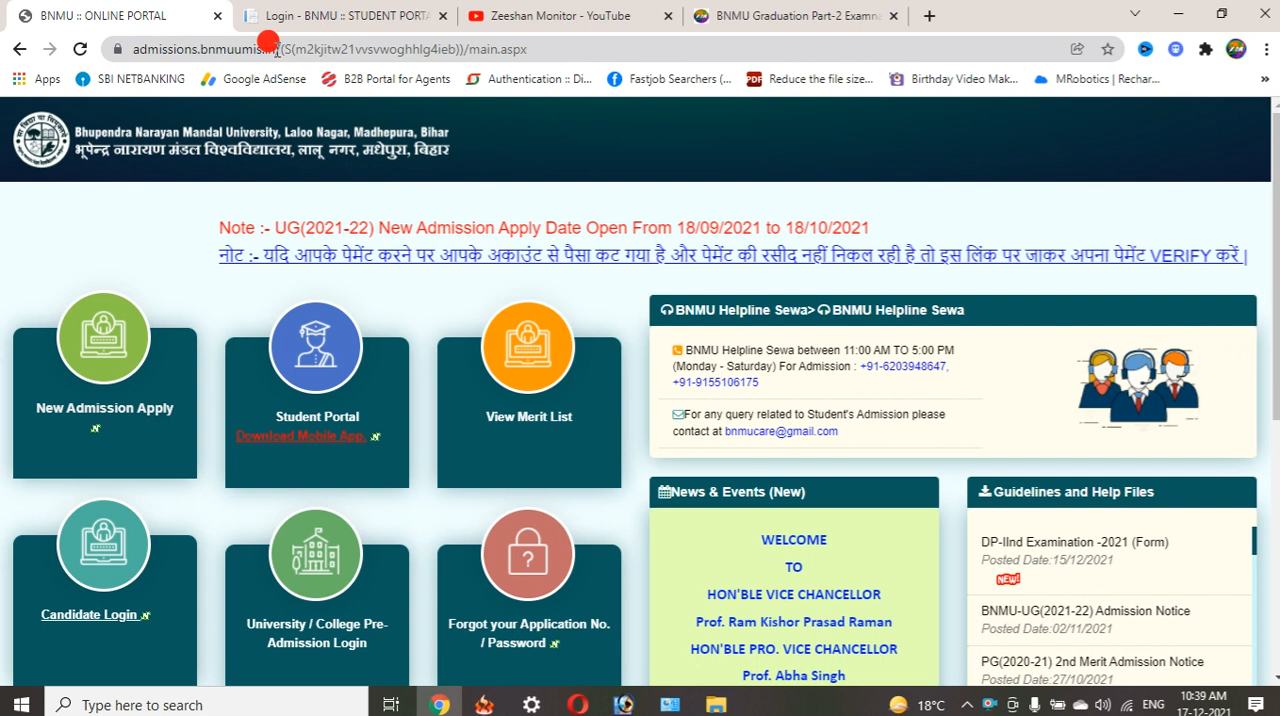 BNMU :: ONLINE PORTAL
Login - BNMU :: STUDENT PORTA
Zeeshan Monitor - YouTube
BNMU Graduation Part-2 Examna
(S(m2kjitw21vvsvwoghhlg4ieb))/main.aspx
Apps
SBI NETBANKING
Google AdSense
B2B Portal for Agents
Authentication :: Di...
Fastjob Searchers (...
PDF
Reduce the file size...
Birthday Video Mak...
MRobotics | Rechar...
Bhupendra Narayan Mandal University, Laloo Nagar, Madhepura, Bihar
भूपेन्द्र नारायण मंडल विश्वविद्यालय, लालू नगर, मधेपुरा, बिहार
Note :- UG(2021-22) New Admission Apply Date Open From 18/09/2021 to 18/10/2021
नोट :- यदि आपके पेमेंट करने पर आपके अकाउंट से पैसा कट गया है और पेमेंट की रसीद नहीं निकल रही है तो इस लिंक पर जाकर अपना पेमेंट VERIFY करें |
New Admission Apply
Student Portal
Download Mobile App.
View Merit List
BNMU Helpline Sewa> BNMU Helpline Sewa
BNMU Helpline Sewa between 11:00 AM TO 5:00 PM
(Monday - Saturday) For Admission : +91-6203948647,
+91-9155106175
For any query related to Student's Admission please
contact at bnmucare@gmail.com
Candidate Login
University / College Pre-
Admission Login
Forgot your Application No.
/ Password
News & Events (New)
WELCOME
TO
HON'BLE VICE CHANCELLOR
Prof. Ram Kishor Prasad Raman
HON'BLE PRO. VICE CHANCELLOR
Prof. Abha Singh
Guidelines and Help Files
DP-IInd Examination -2021 (Form)
Posted Date:15/12/2021
NEW!
BNMU-UG(2021-22) Admission Notice
Posted Date:02/11/2021
PG(2020-21) 2nd Merit Admission Notice
Posted Date:27/10/2021
Type here to search
18°C
ENG
10:39 AM
17-12-2021